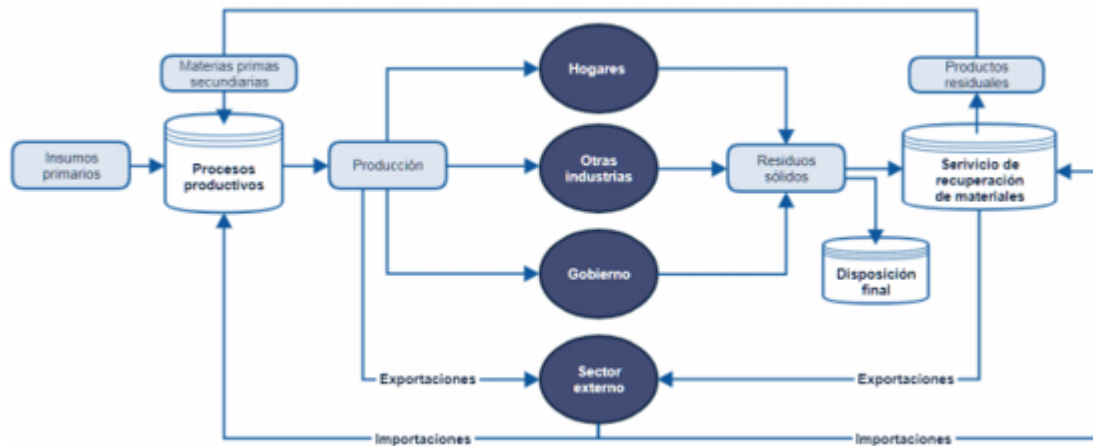 Materias primas
secundiarias
Hogares
Productos
residuales
Insumos
primarios
Procesos
productivos
Producción
Otras
industrias
Residuos
sólidos
Serivicio de
recuperación
de materiales
Gobierno
Disposición
final
Exportaciones
Sector
externo
Exportaciones
Importaciones
Importaciones